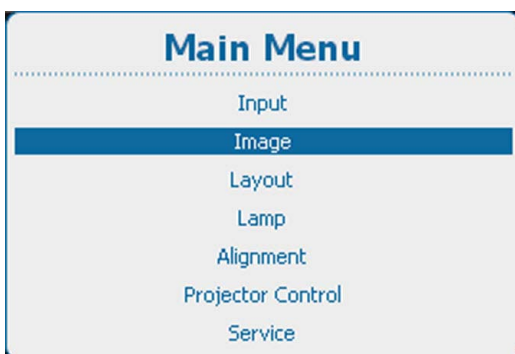 Main Menu
Input
Image
Layout
Lamp
Alignment
Projector Control
Service